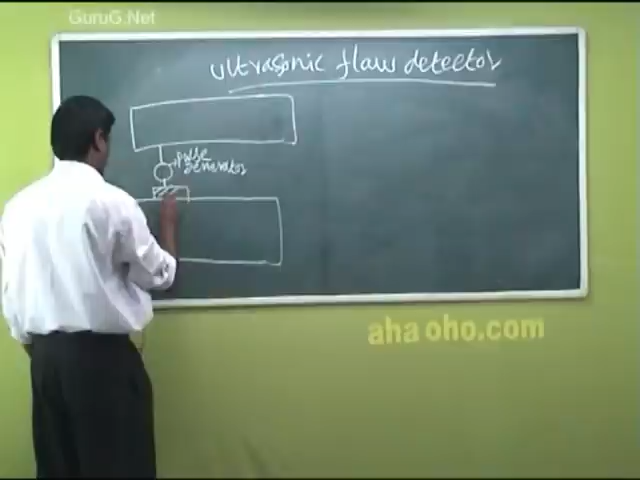 GuruG.Net
ultrasonic flaw detector
pulse
Generator
aha oho.com